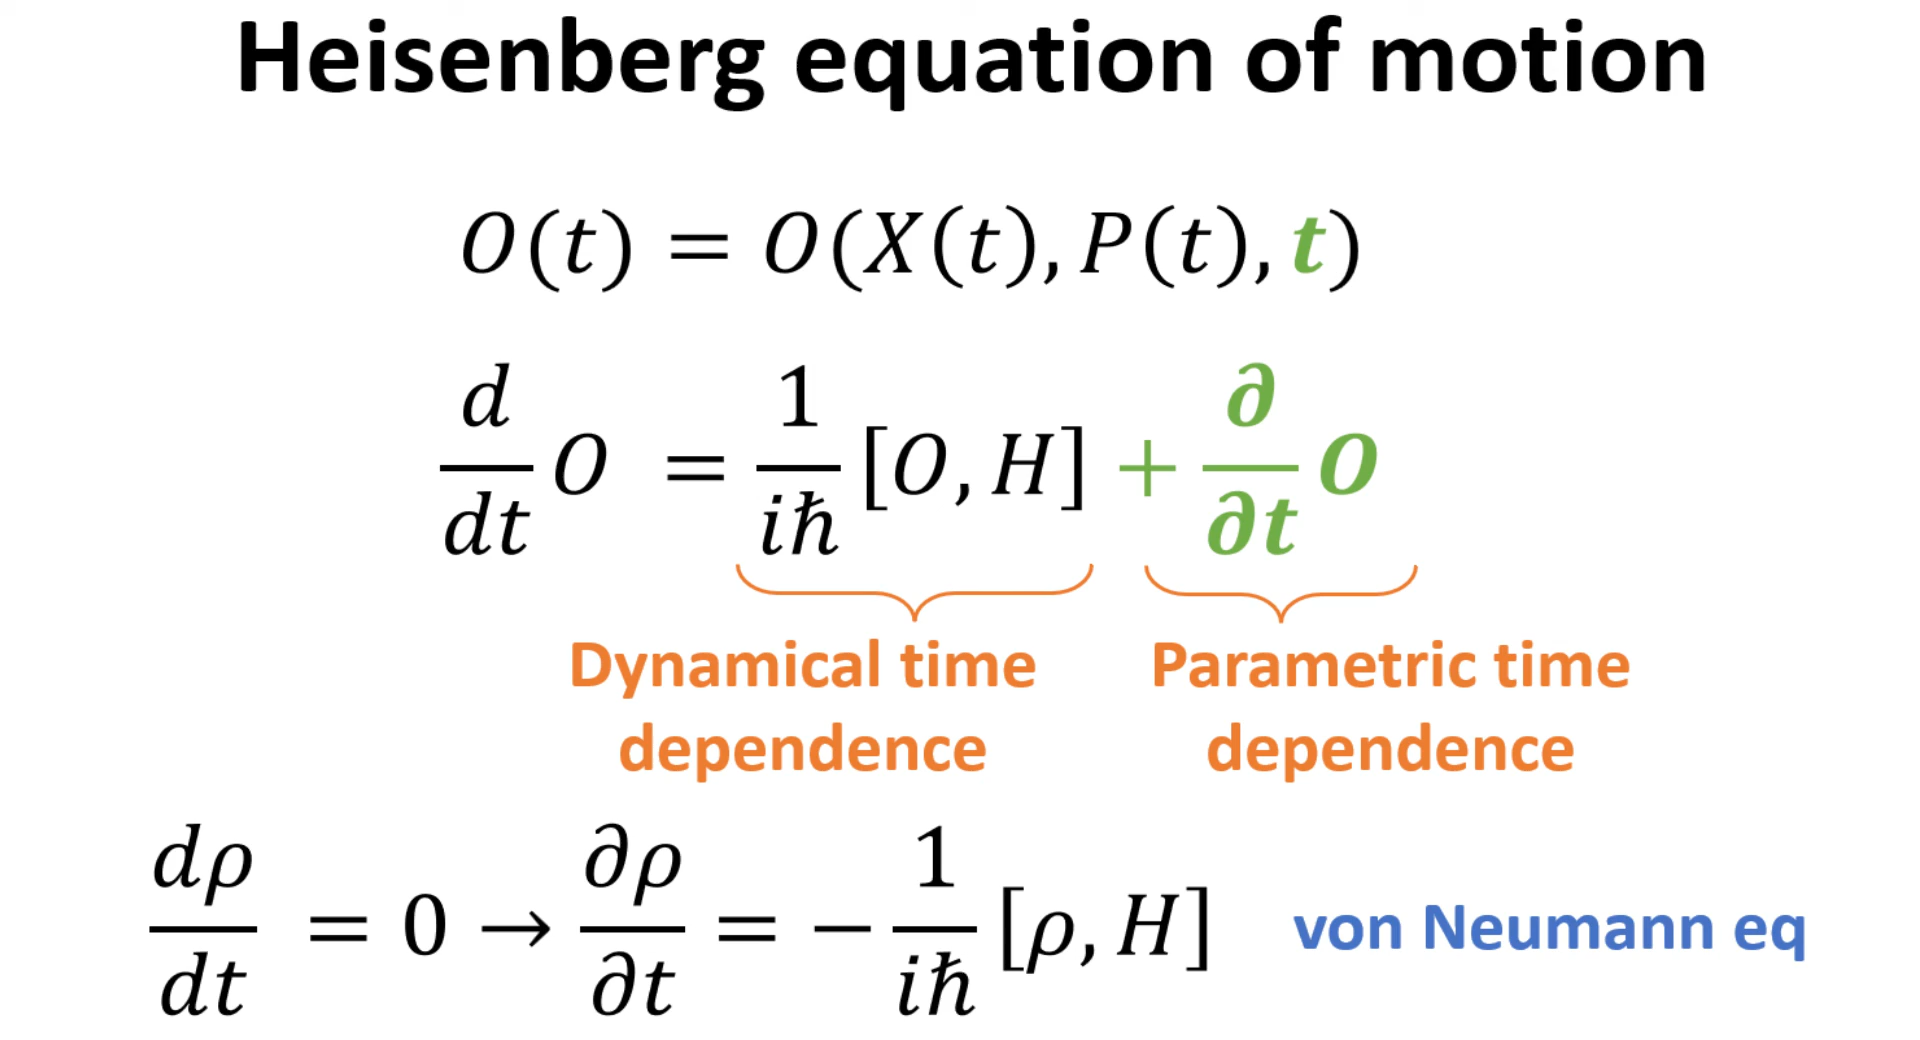 Heisenberg equation of motion
O(t) = O(X(t), P(t), t)
d/dt O = 1/iħ [O, H] + ∂/∂t O
Dynamical time dependence
Parametric time dependence
dρ/dt = 0 → ∂ρ/∂t = − 1/iħ [ρ, H] von Neumann eq